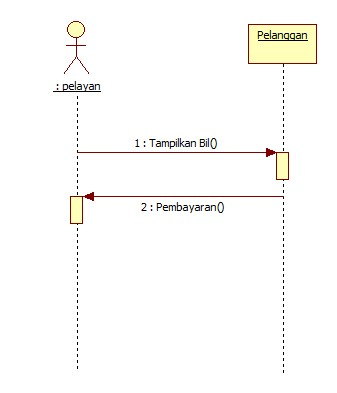 Pelanggan
: pelayan
1 : Tampilkan Bil()
2 : Pembayaran()